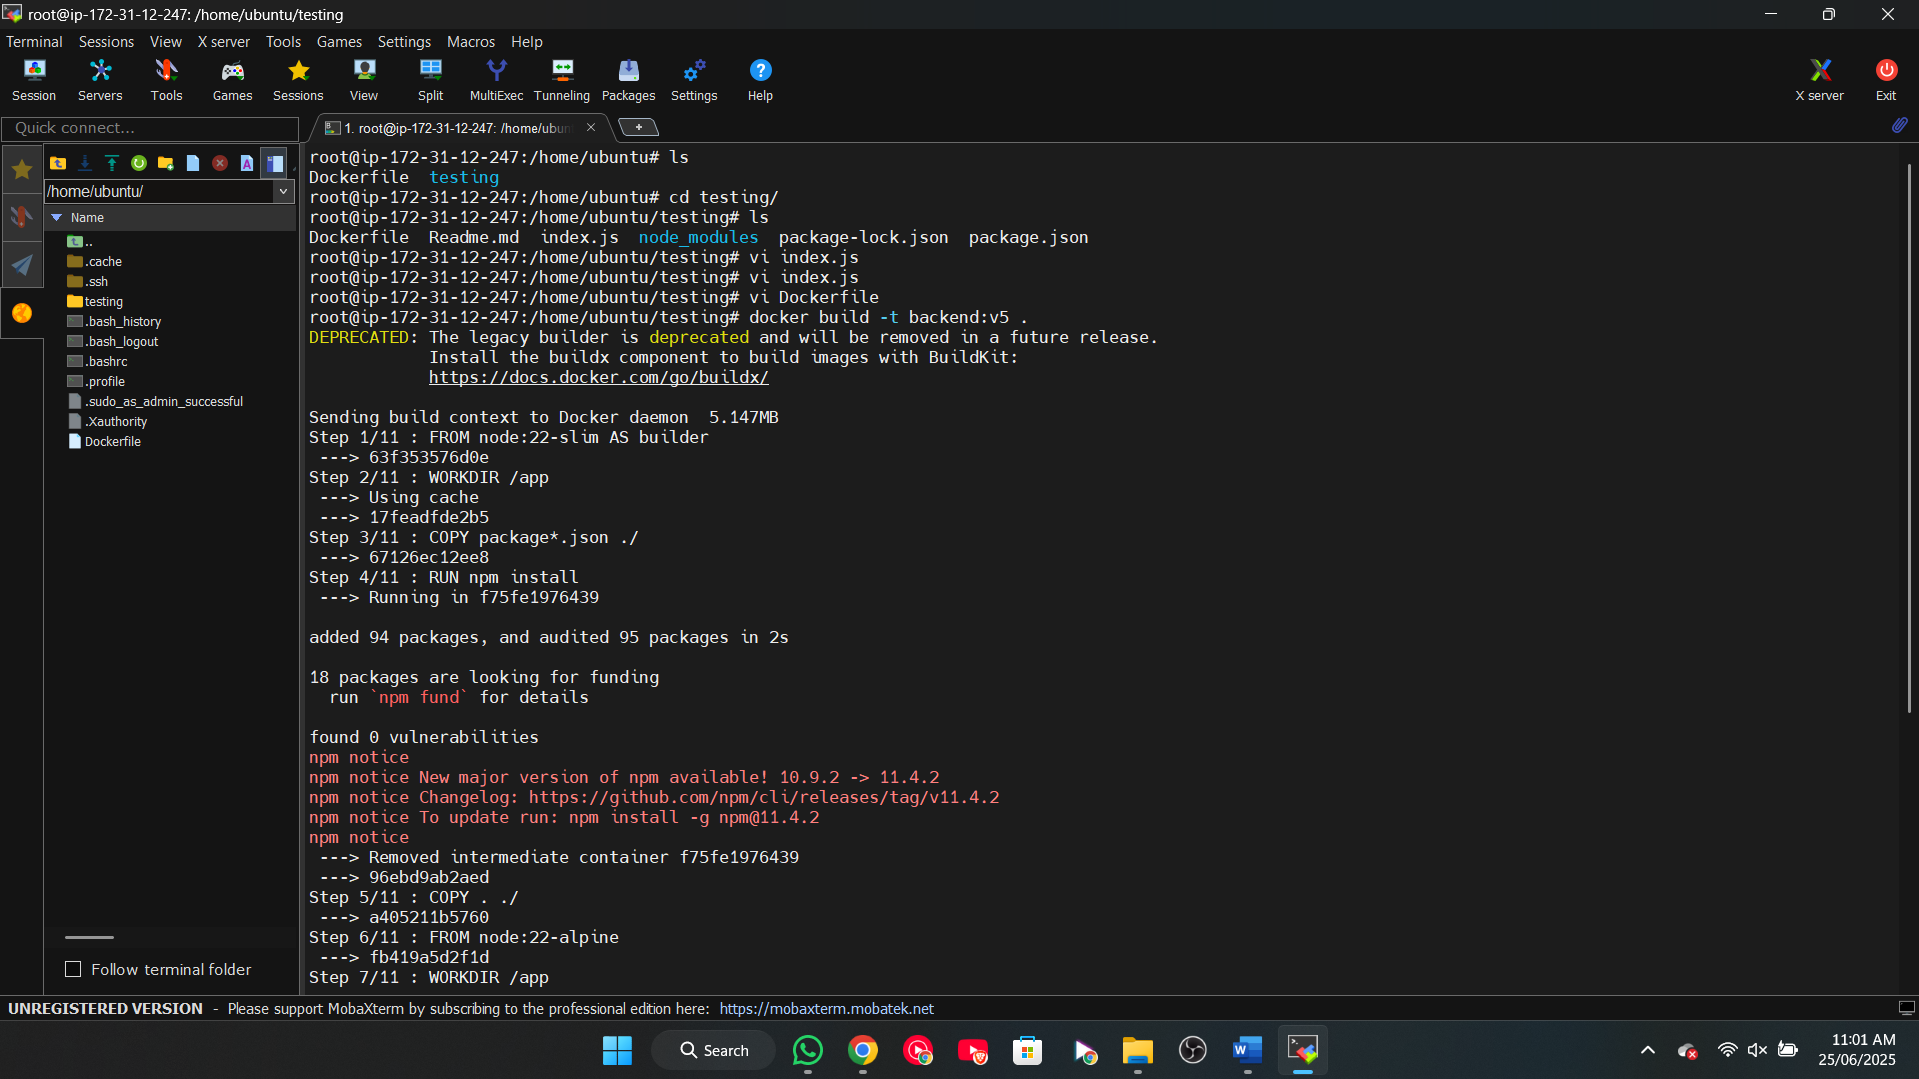 root@ip-172-31-12-247: /home/ubuntu/testing
Terminal Sessions View X server Tools Games Settings Macros Help
Session Servers Tools Games Sessions View Split MultiExec Tunneling Packages Settings Help X server Exit
Quick connect...
1. root@ip-172-31-12-247: /home/ubun
/home/ubuntu/
Name
..
.cache
.ssh
testing
.bash_history
.bash_logout
.bashrc
.profile
.sudo_as_admin_successful
.Xauthority
Dockerfile
Follow terminal folder
root@ip-172-31-12-247:/home/ubuntu# ls
Dockerfile testing
root@ip-172-31-12-247:/home/ubuntu# cd testing/
root@ip-172-31-12-247:/home/ubuntu/testing# ls
Dockerfile Readme.md index.js node_modules package-lock.json package.json
root@ip-172-31-12-247:/home/ubuntu/testing# vi index.js
root@ip-172-31-12-247:/home/ubuntu/testing# vi index.js
root@ip-172-31-12-247:/home/ubuntu/testing# vi Dockerfile
root@ip-172-31-12-247:/home/ubuntu/testing# docker build -t backend:v5 .
DEPRECATED: The legacy builder is deprecated and will be removed in a future release.
Install the buildx component to build images with BuildKit:
https://docs.docker.com/go/buildx/
Sending build context to Docker daemon 5.147MB
Step 1/11 : FROM node:22-slim AS builder
---> 63f353576d0e
Step 2/11 : WORKDIR /app
---> Using cache
---> 17feadfde2b5
Step 3/11 : COPY package*.json ./
---> 67126ec12ee8
Step 4/11 : RUN npm install
---> Running in f75fe1976439
added 94 packages, and audited 95 packages in 2s
18 packages are looking for funding
run `npm fund` for details
found 0 vulnerabilities
npm notice
npm notice New major version of npm available! 10.9.2 -> 11.4.2
npm notice Changelog: https://github.com/npm/cli/releases/tag/v11.4.2
npm notice To update run: npm install -g npm@11.4.2
npm notice
---> Removed intermediate container f75fe1976439
---> 96ebd9ab2aed
Step 5/11 : COPY . ./
---> a405211b5760
Step 6/11 : FROM node:22-alpine
---> fb419a5d2f1d
Step 7/11 : WORKDIR /app
UNREGISTERED VERSION - Please support MobaXterm by subscribing to the professional edition here: https://mobaxterm.mobatek.net
Search
11:01 AM
25/06/2025